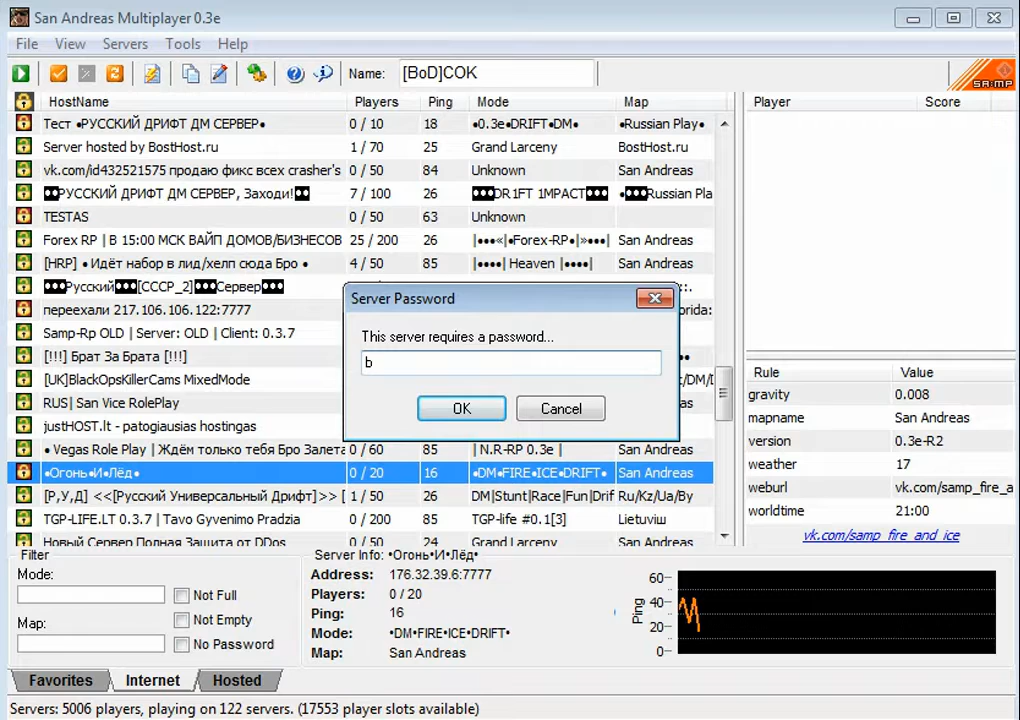 San Andreas Multiplayer 0.3e
File View Servers Tools Help
Name: [BoD]COK
SA:MP
HostName Players Ping Mode Map
Тест •РУССКИЙ ДРИФТ ДМ СЕРВЕР• 0 / 10 18 •0.3e•DRIFT•DM• •Russian Play•
Server hosted by BostHost.ru 1 / 70 25 Grand Larceny BostHost.ru
vk.com/id432521575 продаю фикс всех crasher's 0 / 50 84 Unknown San Andreas
РУССКИЙ ДРИФТ ДМ СЕРВЕР, Заходи! 7 / 100 26 DR1FT 1MPACT •Russian Pla
TESTAS 0 / 50 63 Unknown
Forex RP | В 15:00 МСК ВАЙП ДОМОВ/БИЗНЕСОВ 25 / 200 26 |•••«|•Forex-RP•|»•••| San Andreas
[HRP] • Идёт набор в лид/хелп сюда Бро • 4 / 50 85 |••••| Heaven |••••| San Andreas
Русский[СССР_2]Сервер ::.
переехали 217.106.106.122:7777 orida:
Samp-Rp OLD | Server: OLD | Client: 0.3.7
[!!!] Брат За Брата [!!!] ••
[UK]BlackOpsKillerCams MixedMode /DM/D
RUS| San Vice RolePlay as
justHOST.lt - patogiausias hostingas
• Vegas Role Play | Ждём только тебя Бро Залета 0 / 60 85 | N.R-RP 0.3e | San Andreas
•Огонь•И•Лёд• 0 / 20 16 •DM•FIRE•ICE•DRIFT• San Andreas
[Р,У,Д] <<[Русский Универсальный Дрифт]>> [ 1 / 50 26 DM|Stunt|Race|Fun|Drif Ru/Kz/Ua/By
TGP-LIFE.LT 0.3.7 | Tavo Gyvenimo Pradzia 0 / 200 85 TGP-life #0.1[3] Lietuviш
Новый Сервер Полная Защита от DDos 0 / 50 24 Grand Larceny San Andreas
Server Password
This server requires a password...
b
OK Cancel
Player Score
Rule Value
gravity 0.008
mapname San Andreas
version 0.3e-R2
weather 17
weburl vk.com/samp_fire_a
worldtime 21:00
vk.com/samp_fire_and_ice
Filter
Mode:
Not Full
Not Empty
Map:
No Password
Server Info: •Огонь•И•Лёд•
Address: 176.32.39.6:7777
Players: 0 / 20
Ping: 16
Mode: •DM•FIRE•ICE•DRIFT•
Map: San Andreas
Ping
60
40
20
0
Favorites Internet Hosted
Servers: 5006 players, playing on 122 servers. (17553 player slots available)